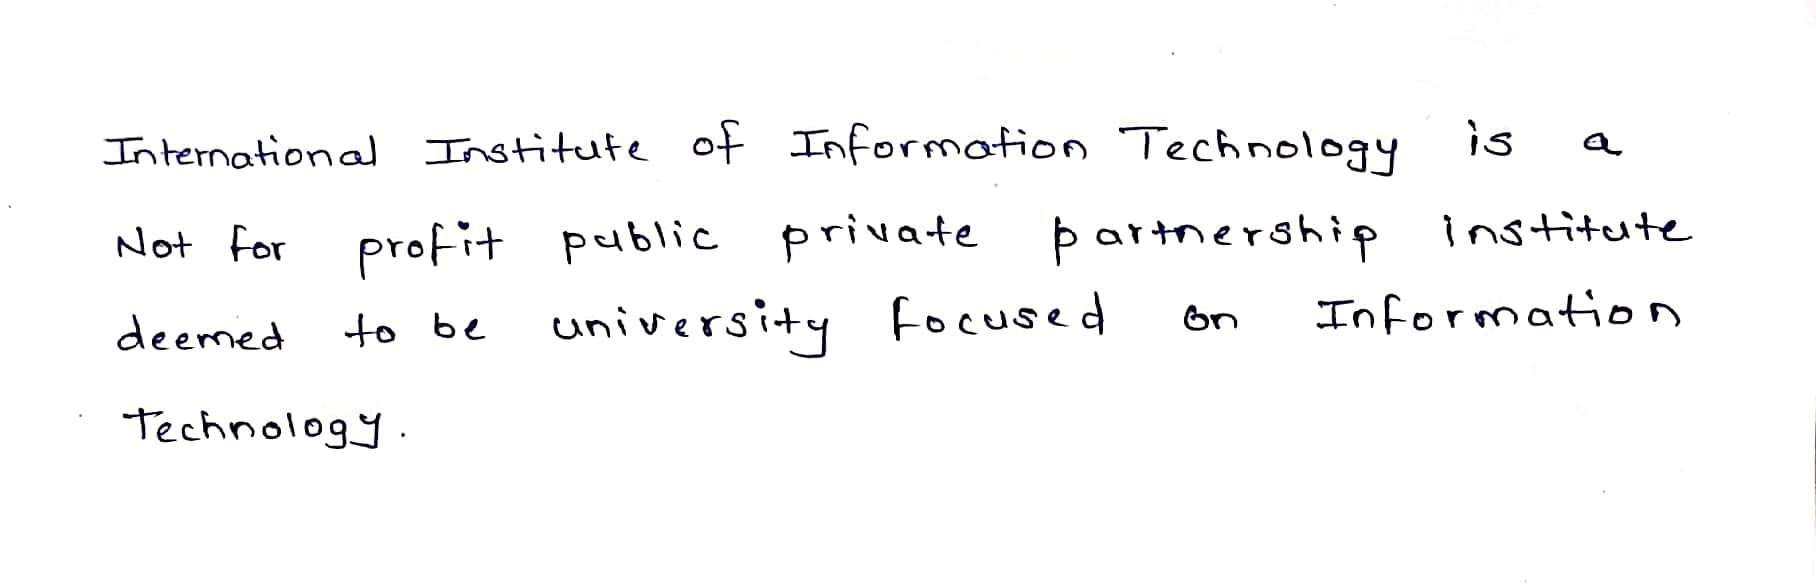 International Institute of Information Technology is a
Not for profit public private partnership institute
deemed to be university focused on Information
Technology.